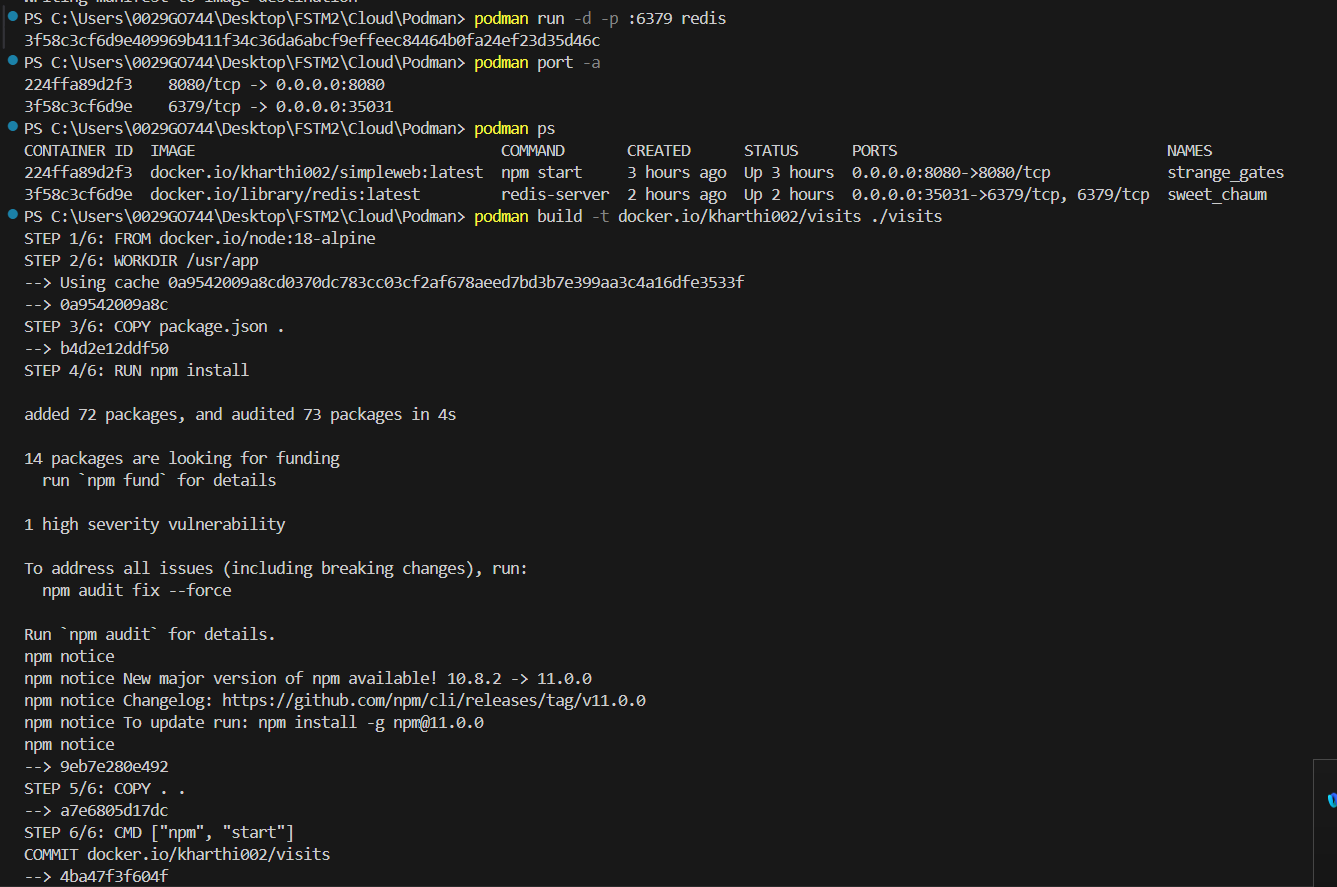 PS C:\Users\0029GO744\Desktop\FSTM2\Cloud\Podman> podman run -d -p :6379 redis
3f58c3cf6d9e409969b411f34c36da6abcf9effeec84464b0fa24ef23d35d46c
PS C:\Users\0029GO744\Desktop\FSTM2\Cloud\Podman> podman port -a
224ffa89d2f3    8080/tcp -> 0.0.0.0:8080
3f58c3cf6d9e    6379/tcp -> 0.0.0.0:35031
PS C:\Users\0029GO744\Desktop\FSTM2\Cloud\Podman> podman ps
CONTAINER ID  IMAGE                                  COMMAND       CREATED      STATUS      PORTS                              NAMES
224ffa89d2f3  docker.io/kharthi002/simpleweb:latest  npm start     3 hours ago  Up 3 hours  0.0.0.0:8080->8080/tcp             strange_gates
3f58c3cf6d9e  docker.io/library/redis:latest         redis-server  2 hours ago  Up 2 hours  0.0.0.0:35031->6379/tcp, 6379/tcp  sweet_chaum
PS C:\Users\0029GO744\Desktop\FSTM2\Cloud\Podman> podman build -t docker.io/kharthi002/visits ./visits
STEP 1/6: FROM docker.io/node:18-alpine
STEP 2/6: WORKDIR /usr/app
--> Using cache 0a9542009a8cd0370dc783cc03cf2af678aeed7bd3b7e399aa3c4a16dfe3533f
--> 0a9542009a8c
STEP 3/6: COPY package.json .
--> b4d2e12ddf50
STEP 4/6: RUN npm install

added 72 packages, and audited 73 packages in 4s

14 packages are looking for funding
  run `npm fund` for details

1 high severity vulnerability

To address all issues (including breaking changes), run:
  npm audit fix --force

Run `npm audit` for details.
npm notice
npm notice New major version of npm available! 10.8.2 -> 11.0.0
npm notice Changelog: https://github.com/npm/cli/releases/tag/v11.0.0
npm notice To update run: npm install -g npm@11.0.0
npm notice
--> 9eb7e280e492
STEP 5/6: COPY . .
--> a7e6805d17dc
STEP 6/6: CMD ["npm", "start"]
COMMIT docker.io/kharthi002/visits
--> 4ba47f3f604f